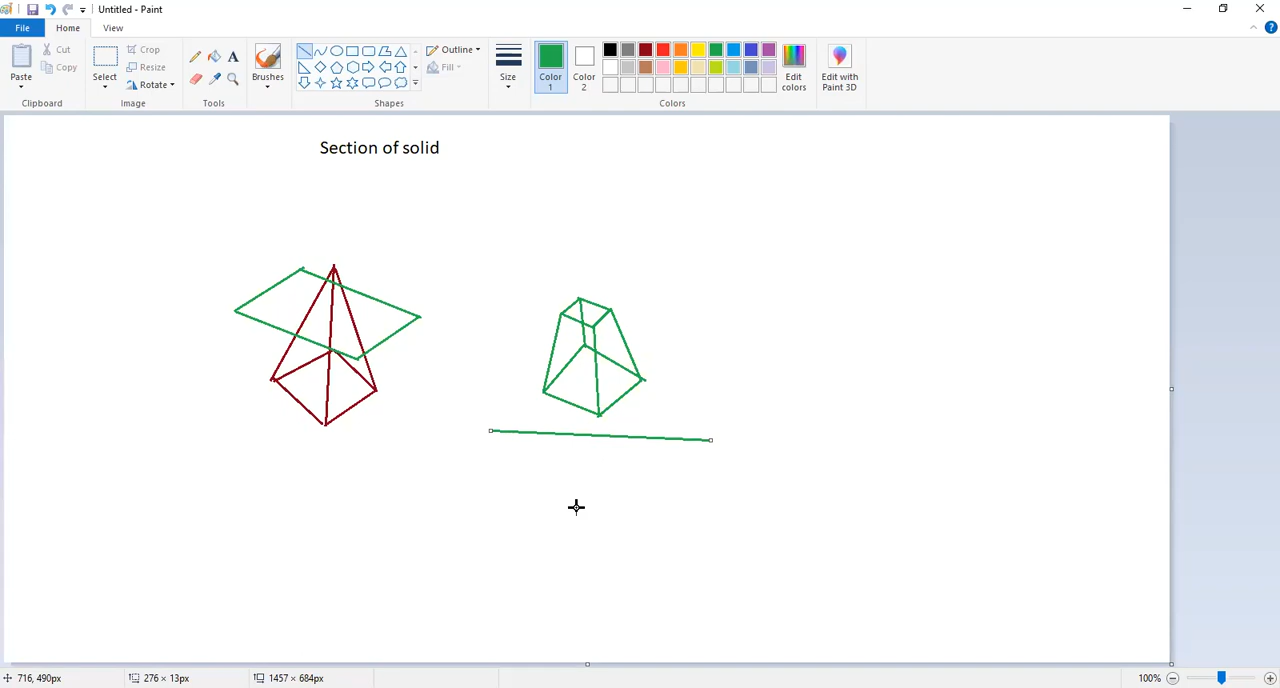 Untitled - Paint
File
Home
View
Paste
Cut
Copy
Clipboard
Select
Crop
Resize
Rotate
Image
Tools
Brushes
Outline
Fill
Shapes
Size
Color
1
Color
2
Colors
Edit
colors
Edit with
Paint 3D
Section of solid
716, 490px
276 × 13px
1457 × 684px
100%